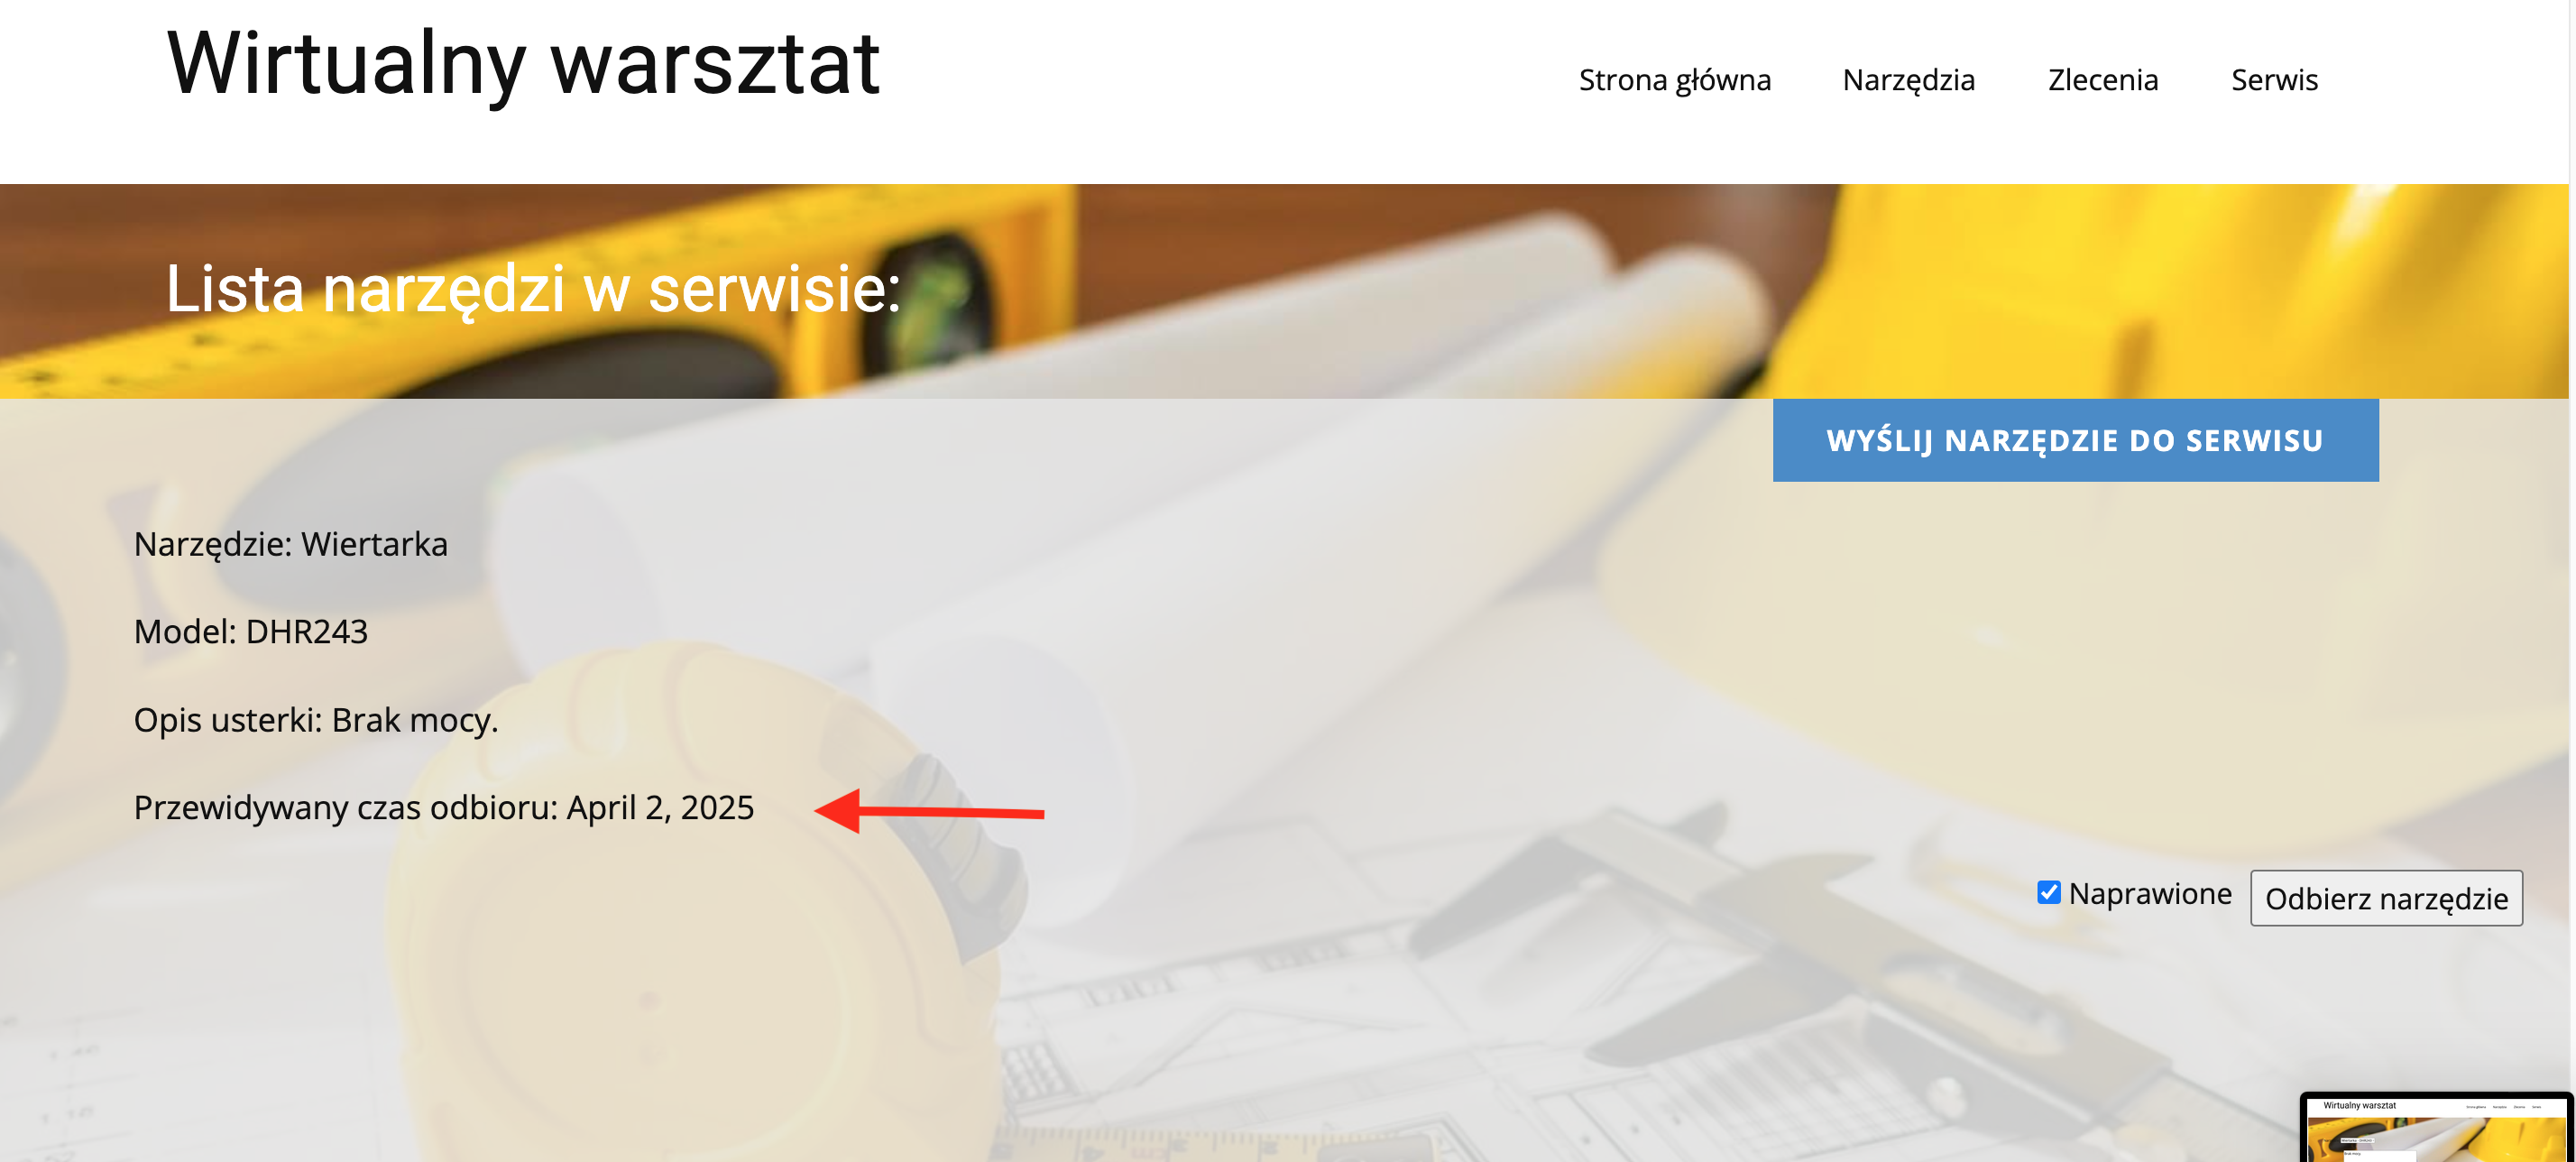 Wirtualny warsztat
Strona główna Narzędzia Zlecenia Serwis
Lista narzędzi w serwisie:
WYŚLIJ NARZĘDZIE DO SERWISU
Narzędzie: Wiertarka
Model: DHR243
Opis usterki: Brak mocy.
Przewidywany czas odbioru: April 2, 2025
Naprawione Odbierz narzędzie
Wirtualny warsztat